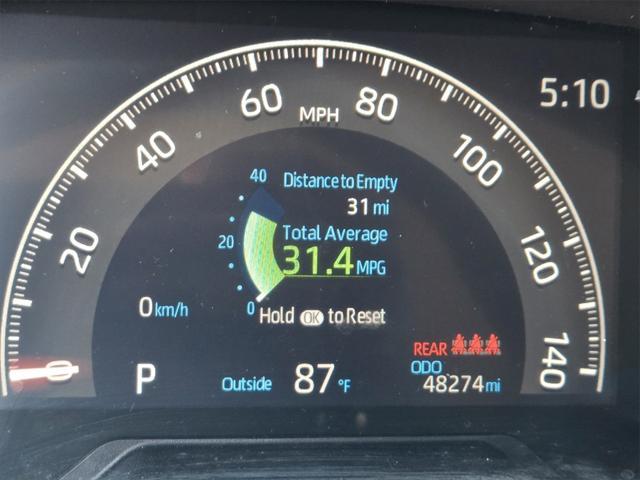 5:10
0
20
40
60
80
100
120
140
MPH
40
20
0
Distance to Empty
31 mi
Total Average
31.4 MPG
Hold OK to Reset
0 km/h
P
Outside 87 °F
REAR
ODO
48274 mi